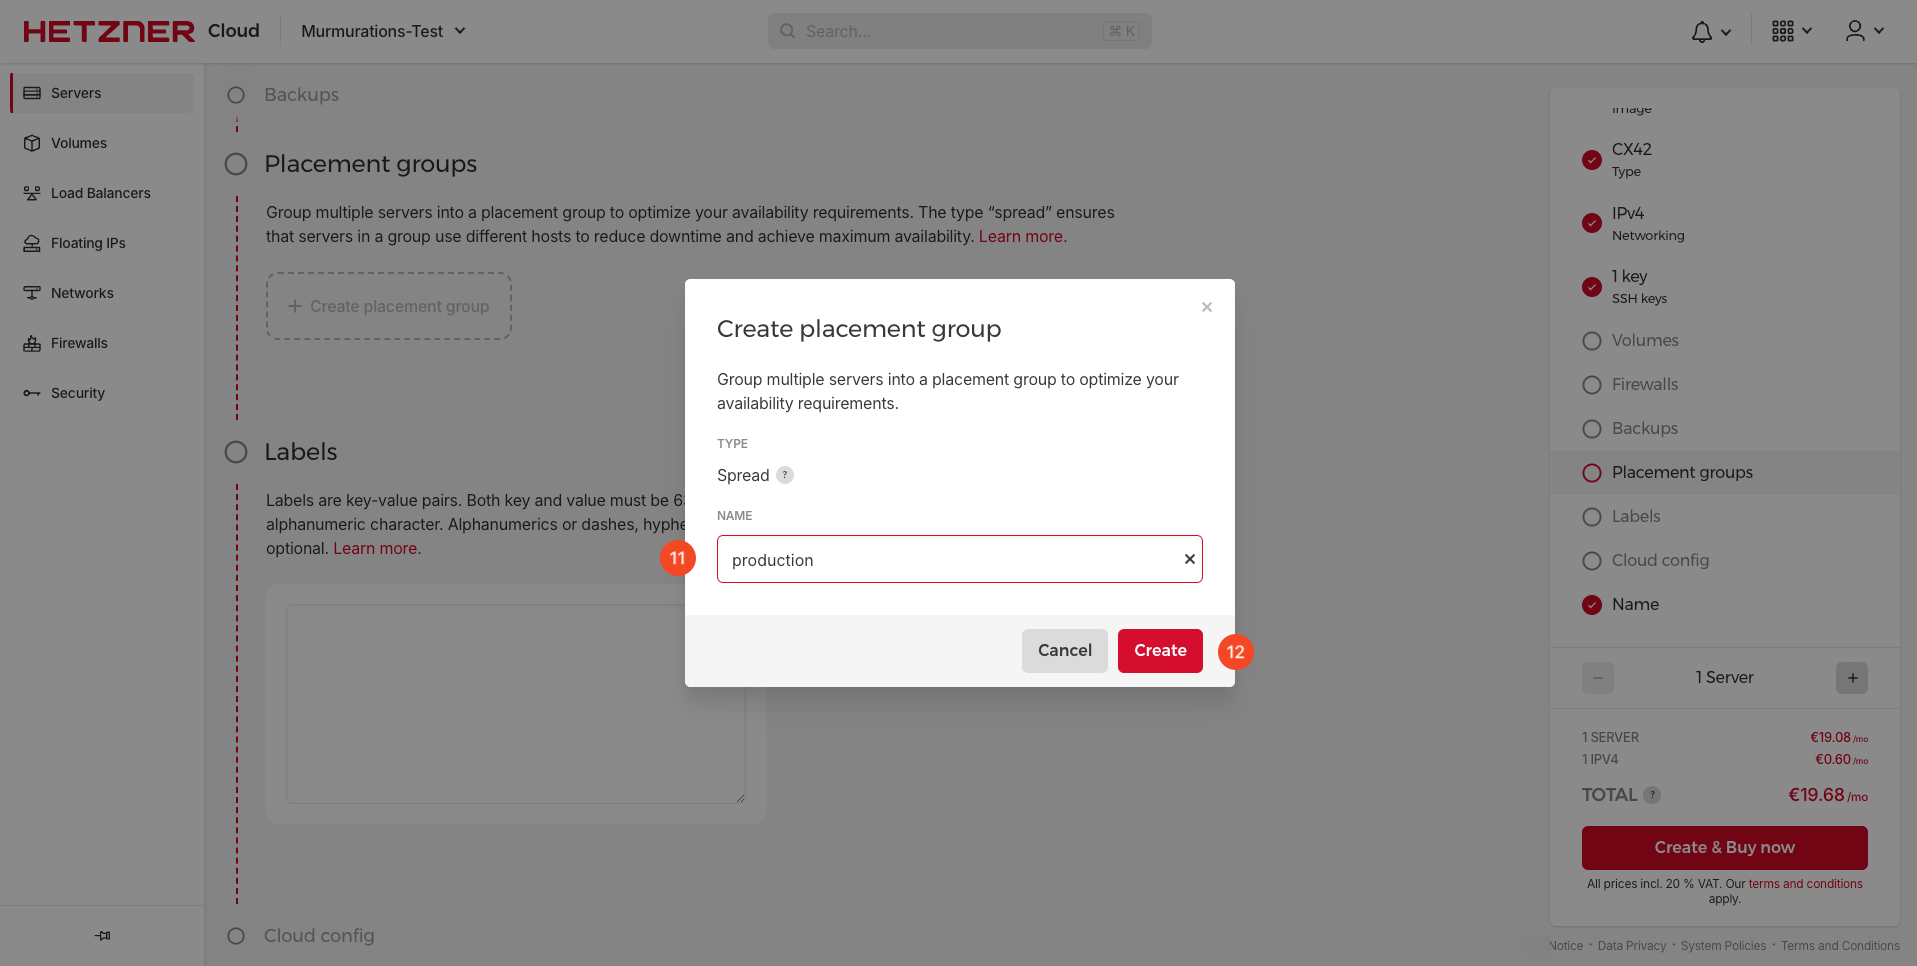 HETZNER Cloud
Murmurations-Test
Search...
⌘ K
Servers
Volumes
Load Balancers
Floating IPs
Networks
Firewalls
Security
Backups
Placement groups
Group multiple servers into a placement group to optimize your availability requirements. The type “spread” ensures
that servers in a group use different hosts to reduce downtime and achieve maximum availability. Learn more.
+ Create placement group
Labels
Labels are key-value pairs. Both key and value must be 6
alphanumeric character. Alphanumerics or dashes, hyphe
optional. Learn more.
Cloud config
Create placement group
×
Group multiple servers into a placement group to optimize your
availability requirements.
TYPE
Spread ?
NAME
11
production
×
Cancel
Create
12
Image
CX42
Type
IPv4
Networking
1 key
SSH keys
Volumes
Firewalls
Backups
Placement groups
Labels
Cloud config
Name
− 1 Server +
1 SERVER €19.08 /mo
1 IPV4 €0.60 /mo
TOTAL ? €19.68 /mo
Create & Buy now
All prices incl. 20 % VAT. Our terms and conditions
apply.
Notice · Data Privacy · System Policies · Terms and Conditions